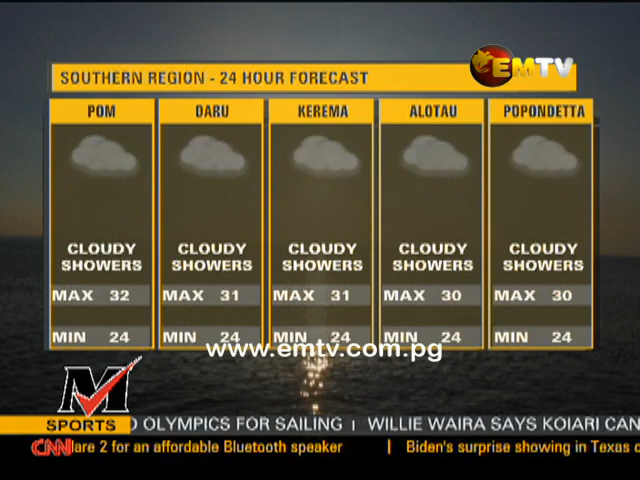 EMTV
SOUTHERN REGION - 24 HOUR FORECAST
POM DARU KEREMA ALOTAU POPONDETTA
CLOUDY SHOWERS CLOUDY SHOWERS CLOUDY SHOWERS CLOUDY SHOWERS CLOUDY SHOWERS
MAX 32 MAX 31 MAX 31 MAX 30 MAX 30
MIN 24 MIN 24 MIN 24 MIN 24 MIN 24
www.emtv.com.pg
M
SPORTS
O OLYMPICS FOR SAILING | WILLIE WAIRA SAYS KOIARI CAN
CNN are 2 for an affordable Bluetooth speaker | Biden's surprise showing in Texas